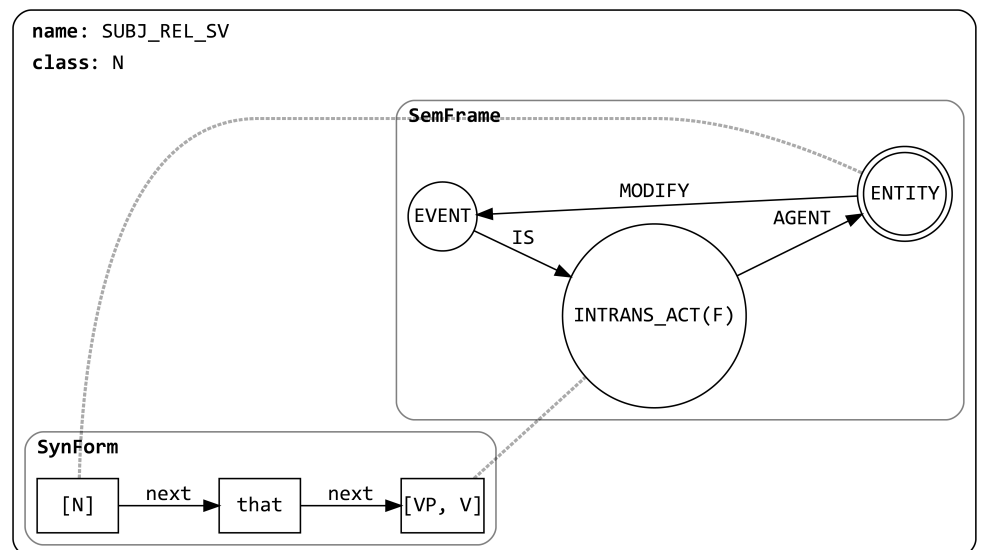 name: SUBJ_REL_SV
class: N
SemFrame
ENTITY
MODIFY
EVENT
AGENT
IS
INTRANS_ACT(F)
SynForm
[N] next that next [VP, V]